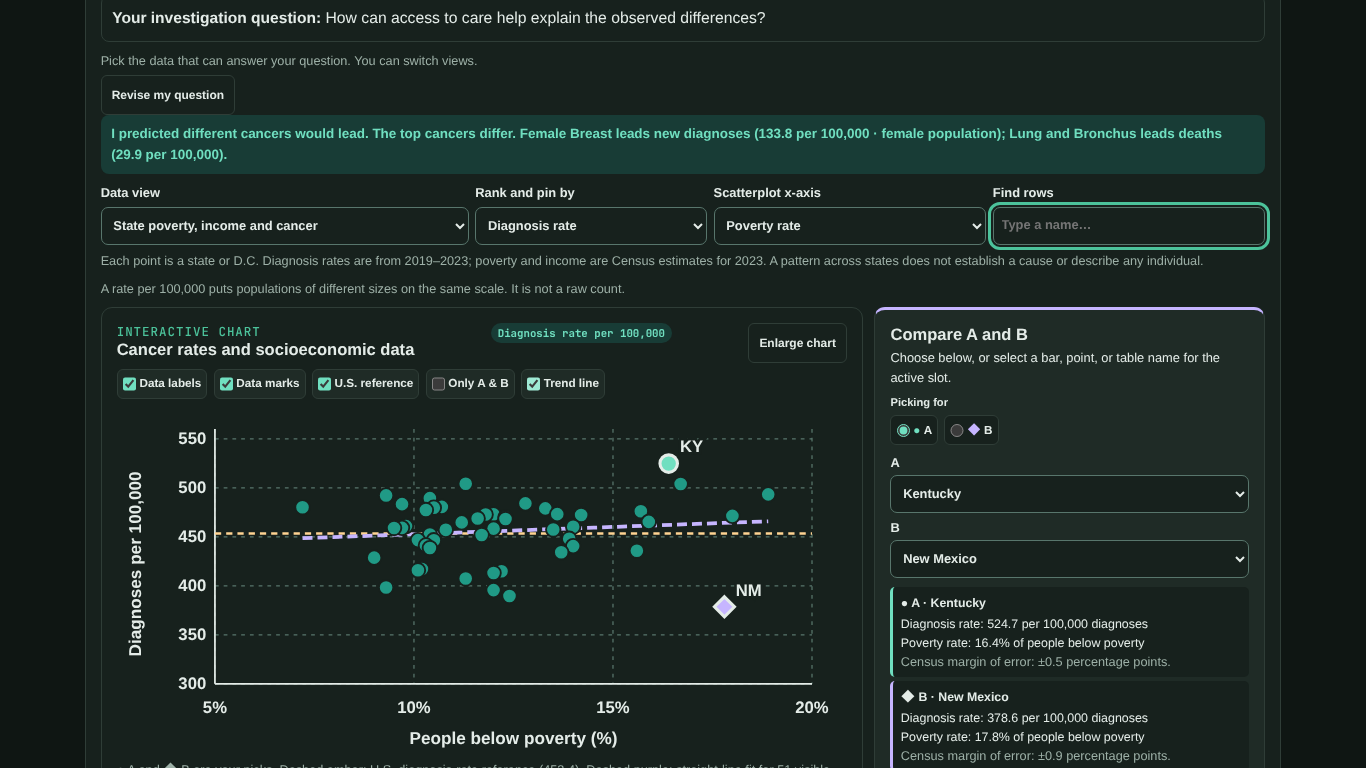 Your investigation question: How can access to care help explain the observed differences?
Pick the data that can answer your question. You can switch views.
Revise my question
I predicted different cancers would lead. The top cancers differ. Female Breast leads new diagnoses (133.8 per 100,000 · female population); Lung and Bronchus leads deaths
(29.9 per 100,000).
Data view
Rank and pin by
Scatterplot x-axis
Find rows
State poverty, income and cancer
Diagnosis rate
Poverty rate
Type a name…
Each point is a state or D.C. Diagnosis rates are from 2019–2023; poverty and income are Census estimates for 2023. A pattern across states does not establish a cause or describe any individual.
A rate per 100,000 puts populations of different sizes on the same scale. It is not a raw count.
INTERACTIVE CHART
Diagnosis rate per 100,000
Cancer rates and socioeconomic data
Enlarge chart
Data labels
Data marks
U.S. reference
Only A & B
Trend line
550
500
450
400
350
300
Diagnoses per 100,000
KY
NM
5%
10%
15%
20%
People below poverty (%)
Compare A and B
Choose below, or select a bar, point, or table name for the
active slot.
Picking for
● A
◆ B
A
Kentucky
B
New Mexico
● A · Kentucky
Diagnosis rate: 524.7 per 100,000 diagnoses
Poverty rate: 16.4% of people below poverty
Census margin of error: ±0.5 percentage points.
◆ B · New Mexico
Diagnosis rate: 378.6 per 100,000 diagnoses
Poverty rate: 17.8% of people below poverty
Census margin of error: ±0.9 percentage points.